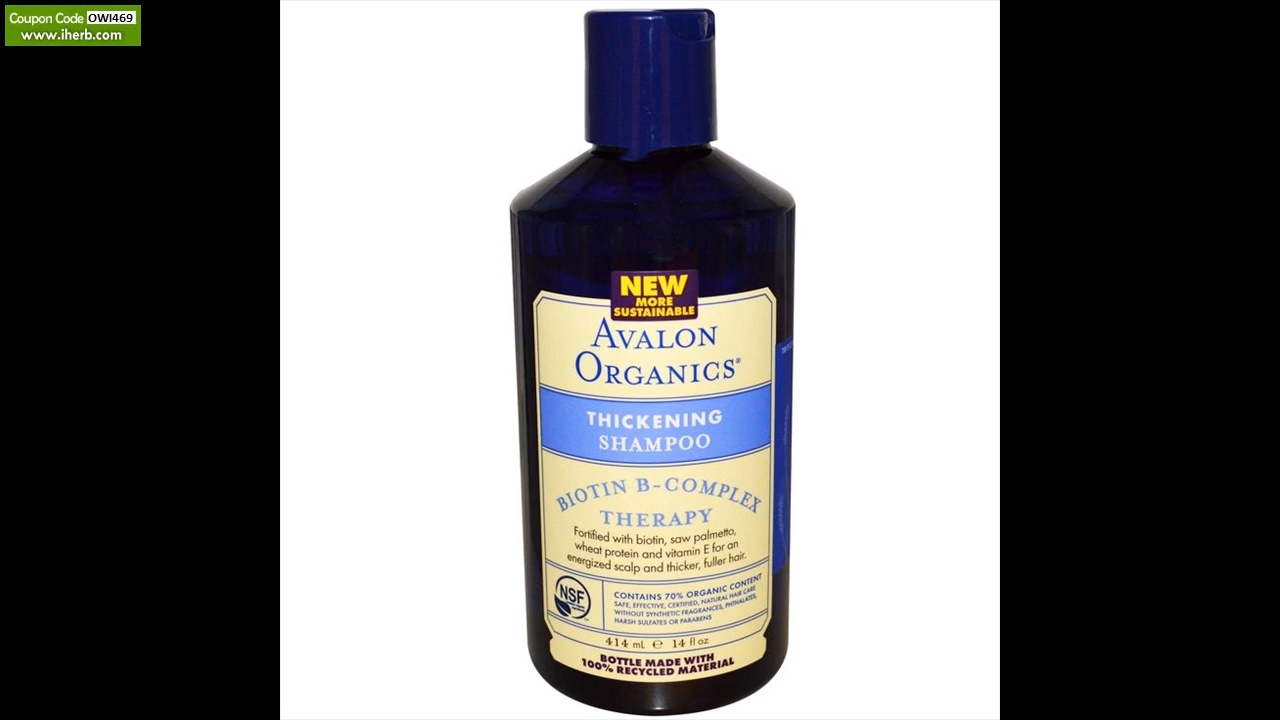 Coupon Code OWI469
www.iherb.com
NEW
MORE
SUSTAINABLE
AVALON
ORGANICS®
THICKENING
SHAMPOO
BIOTIN B-COMPLEX
THERAPY
Fortified with biotin, saw palmetto,
wheat protein and vitamin E for an
energized scalp and thicker, fuller hair.
NSF
CONTAINS 70% ORGANIC CONTENT
SAFE, EFFECTIVE, CERTIFIED, NATURAL HAIR CARE
WITHOUT SYNTHETIC FRAGRANCES, PHTHALATES,
HARSH SULFATES OR PARABENS
414 mL ℮ 14 fl oz
BOTTLE MADE WITH
100% RECYCLED MATERIAL